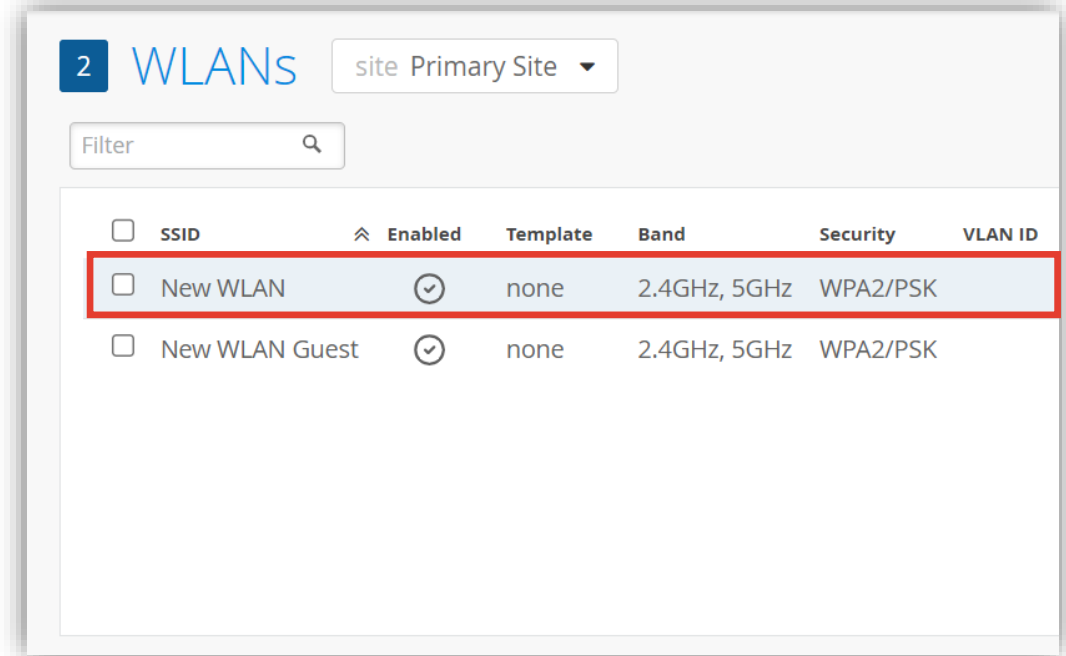 2 WLANs site Primary Site
Filter
SSID Enabled Template Band Security VLAN ID
New WLAN none 2.4GHz, 5GHz WPA2/PSK
New WLAN Guest none 2.4GHz, 5GHz WPA2/PSK